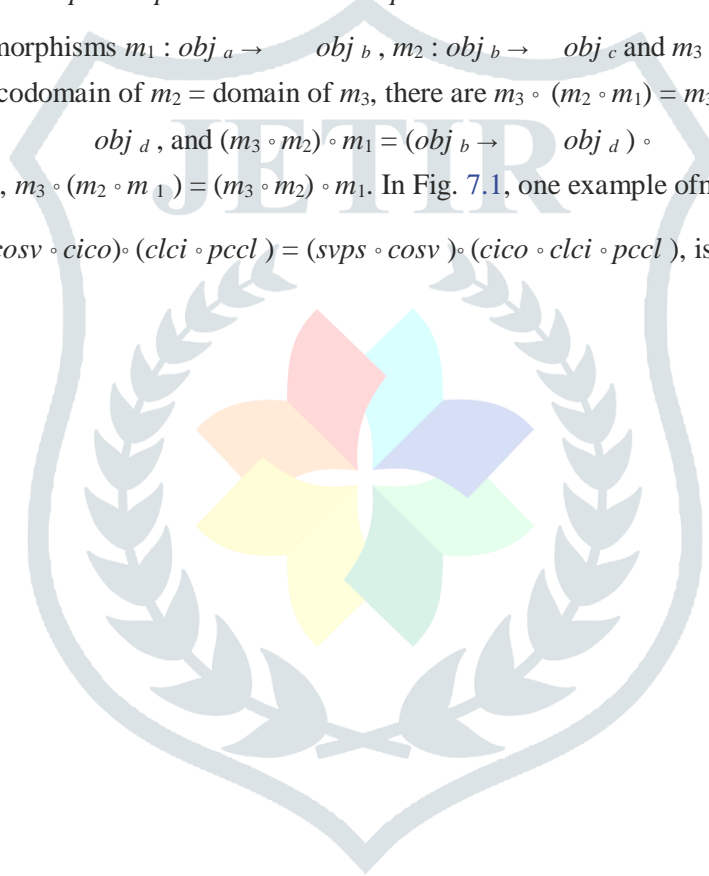 morphisms m₁ : obj a → obj b , m₂ : obj b → obj c and m₃
codomain of m₂ = domain of m₃, there are m₃ ∘ (m₂ ∘ m₁) = m₃
obj d , and (m₃ ∘ m₂) ∘ m₁ = (obj b → obj d ) ∘
, m₃ ∘ (m₂ ∘ m ₁ ) = (m₃ ∘ m₂) ∘ m₁. In Fig. 7.1, one example of
cosv ∘ cico)∘ (clci ∘ pccl ) = (svps ∘ cosv )∘ (cico ∘ clci ∘ pccl ), is
JETIR